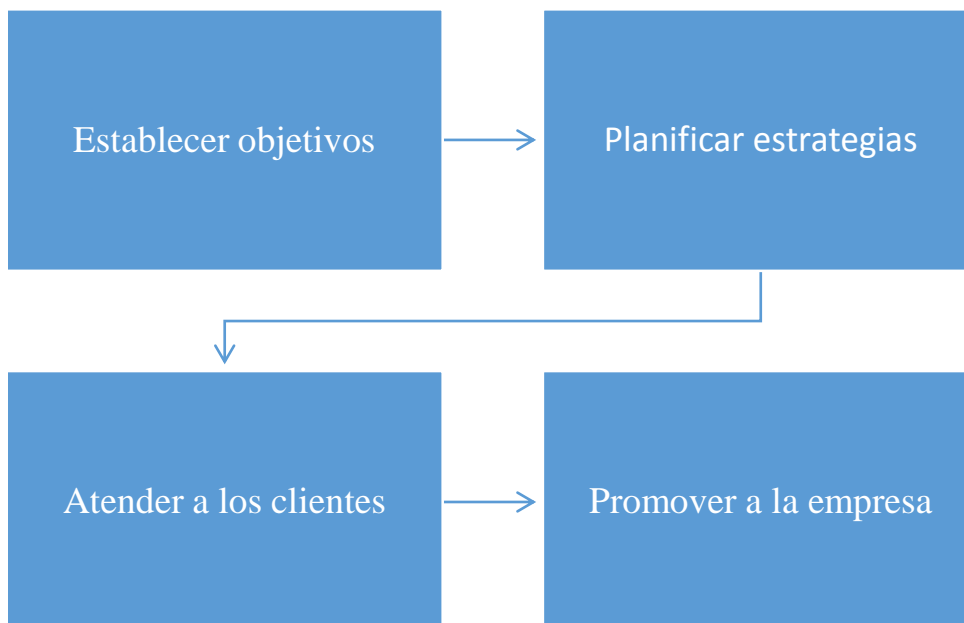 Establecer objetivos
Planificar estrategias
Atender a los clientes
Promover a la empresa